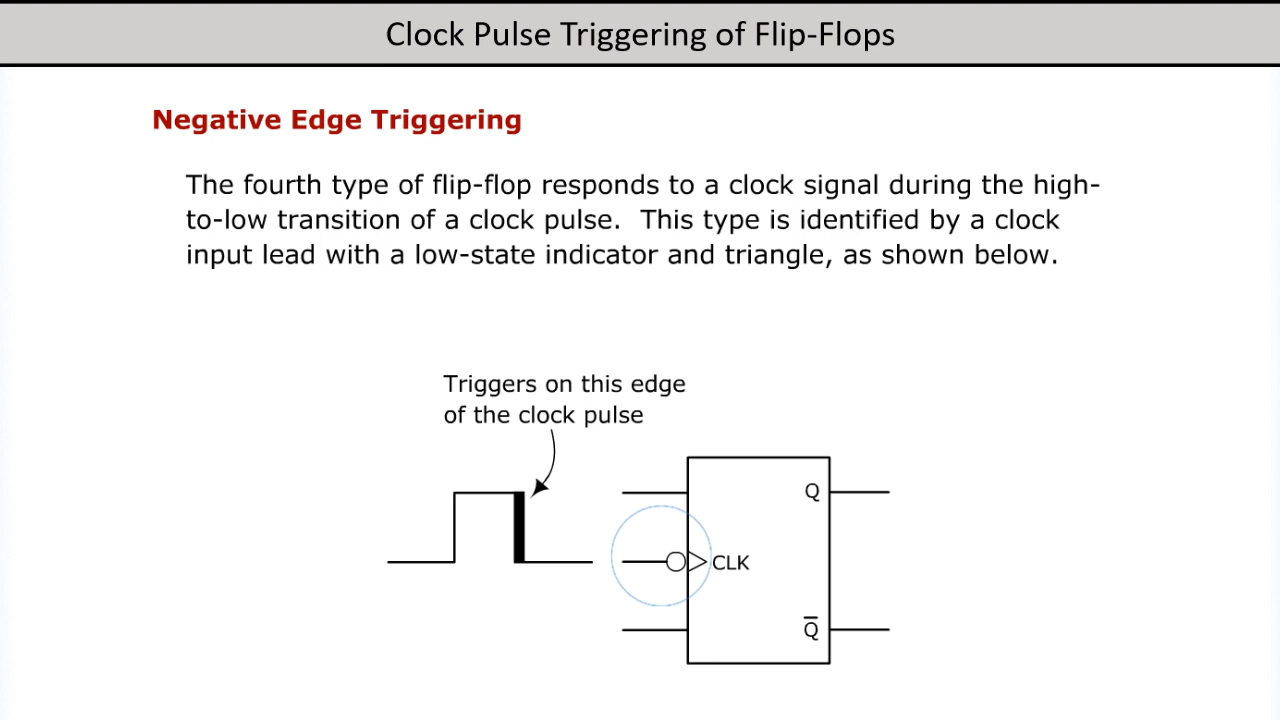 Clock Pulse Triggering of Flip-Flops
Negative Edge Triggering
The fourth type of flip-flop responds to a clock signal during the high-
to-low transition of a clock pulse.  This type is identified by a clock
input lead with a low-state indicator and triangle, as shown below.
Triggers on this edge
of the clock pulse
Q
CLK
Q̅